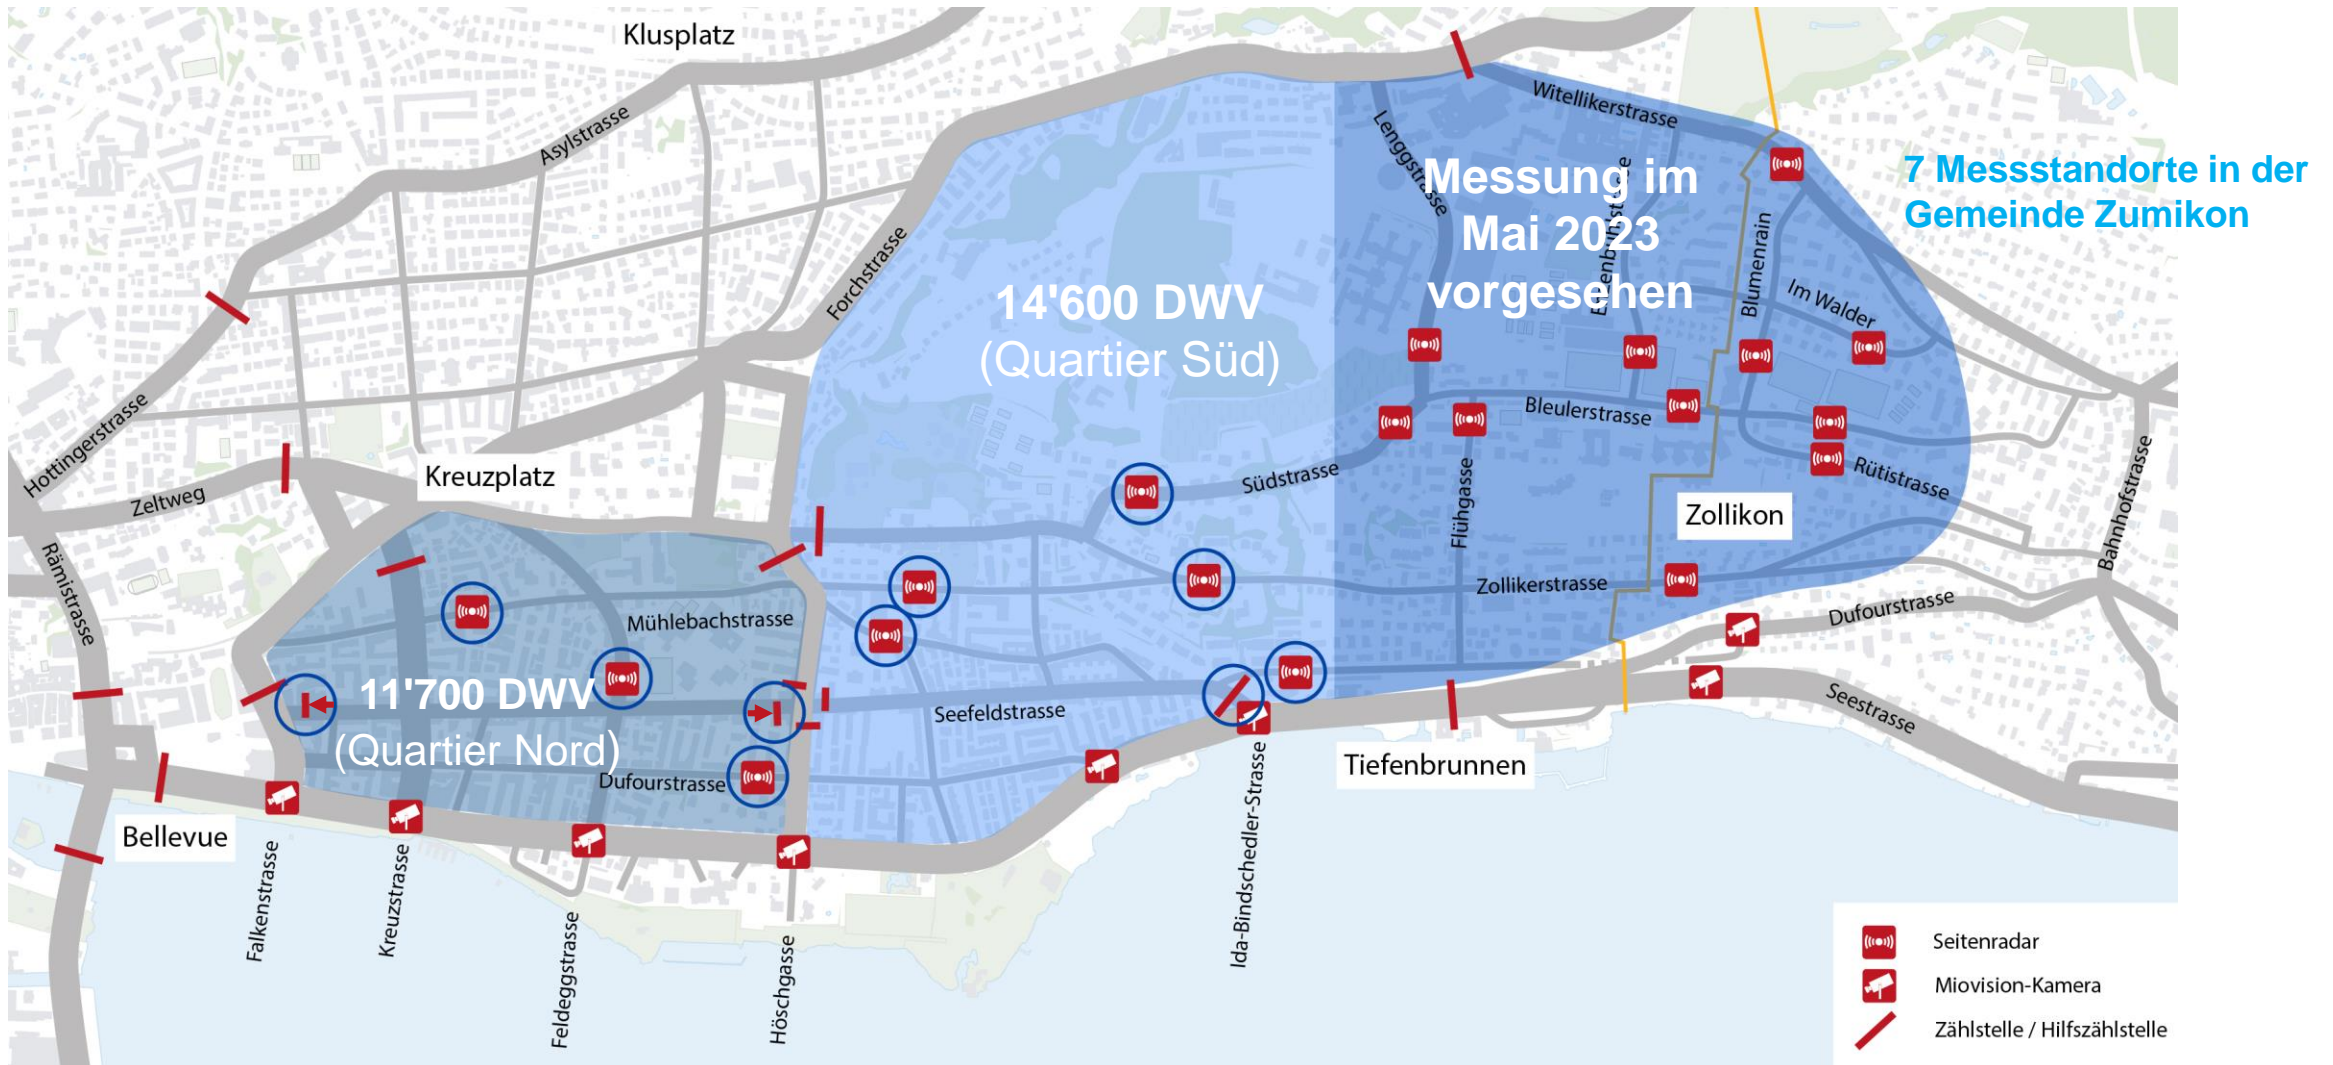 Klusplatz
Asylstrasse
Witellikerstrasse
Lenggstrasse
Messung im
Mai 2023
vorgesehen
7 Messstandorte in der
Gemeinde Zumikon
Forchstrasse
Blumenrain
Im Walder
14'600 DWV
(Quartier Süd)
Hottingerstrasse
Zeltweg
Kreuzplatz
Südstrasse
Bleulerstrasse
Flühgasse
Rütistrasse
Zollikon
Bahnhofstrasse
Rämistrasse
Mühlebachstrasse
Zollikerstrasse
Dufourstrasse
11'700 DWV
(Quartier Nord)
Seefeldstrasse
Seestrasse
Dufourstrasse
Tiefenbrunnen
Bellevue
Falkenstrasse
Kreuzstrasse
Feldeggstrasse
Höschgasse
Ida-Bindschedler-Strasse
Seitenradar
Miovision-Kamera
Zählstelle / Hilfszählstelle